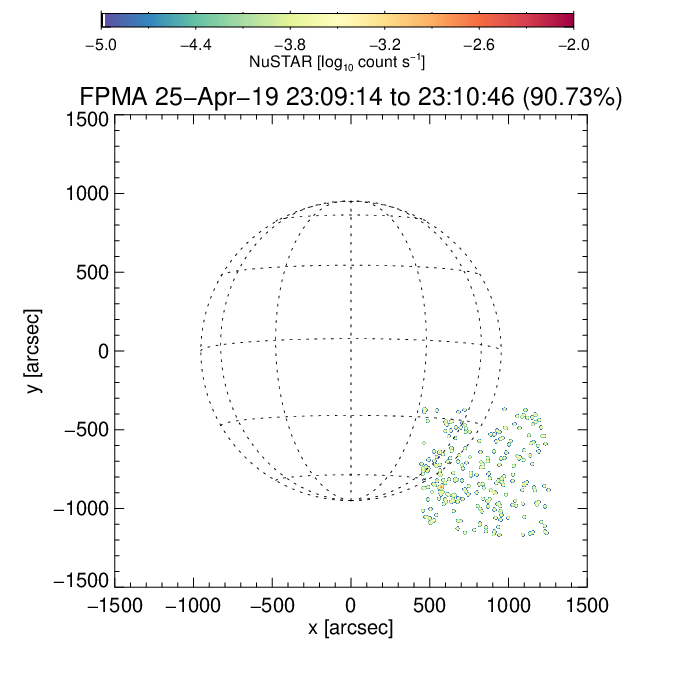 −5.0 −4.4 −3.8 −3.2 −2.6 −2.0
NuSTAR [log₁₀ count s⁻¹]
FPMA 25−Apr−19 23:09:14 to 23:10:46 (90.73%)
1500
1000
500
0
−500
−1000
−1500
y [arcsec]
−1500 −1000 −500 0 500 1000 1500
x [arcsec]